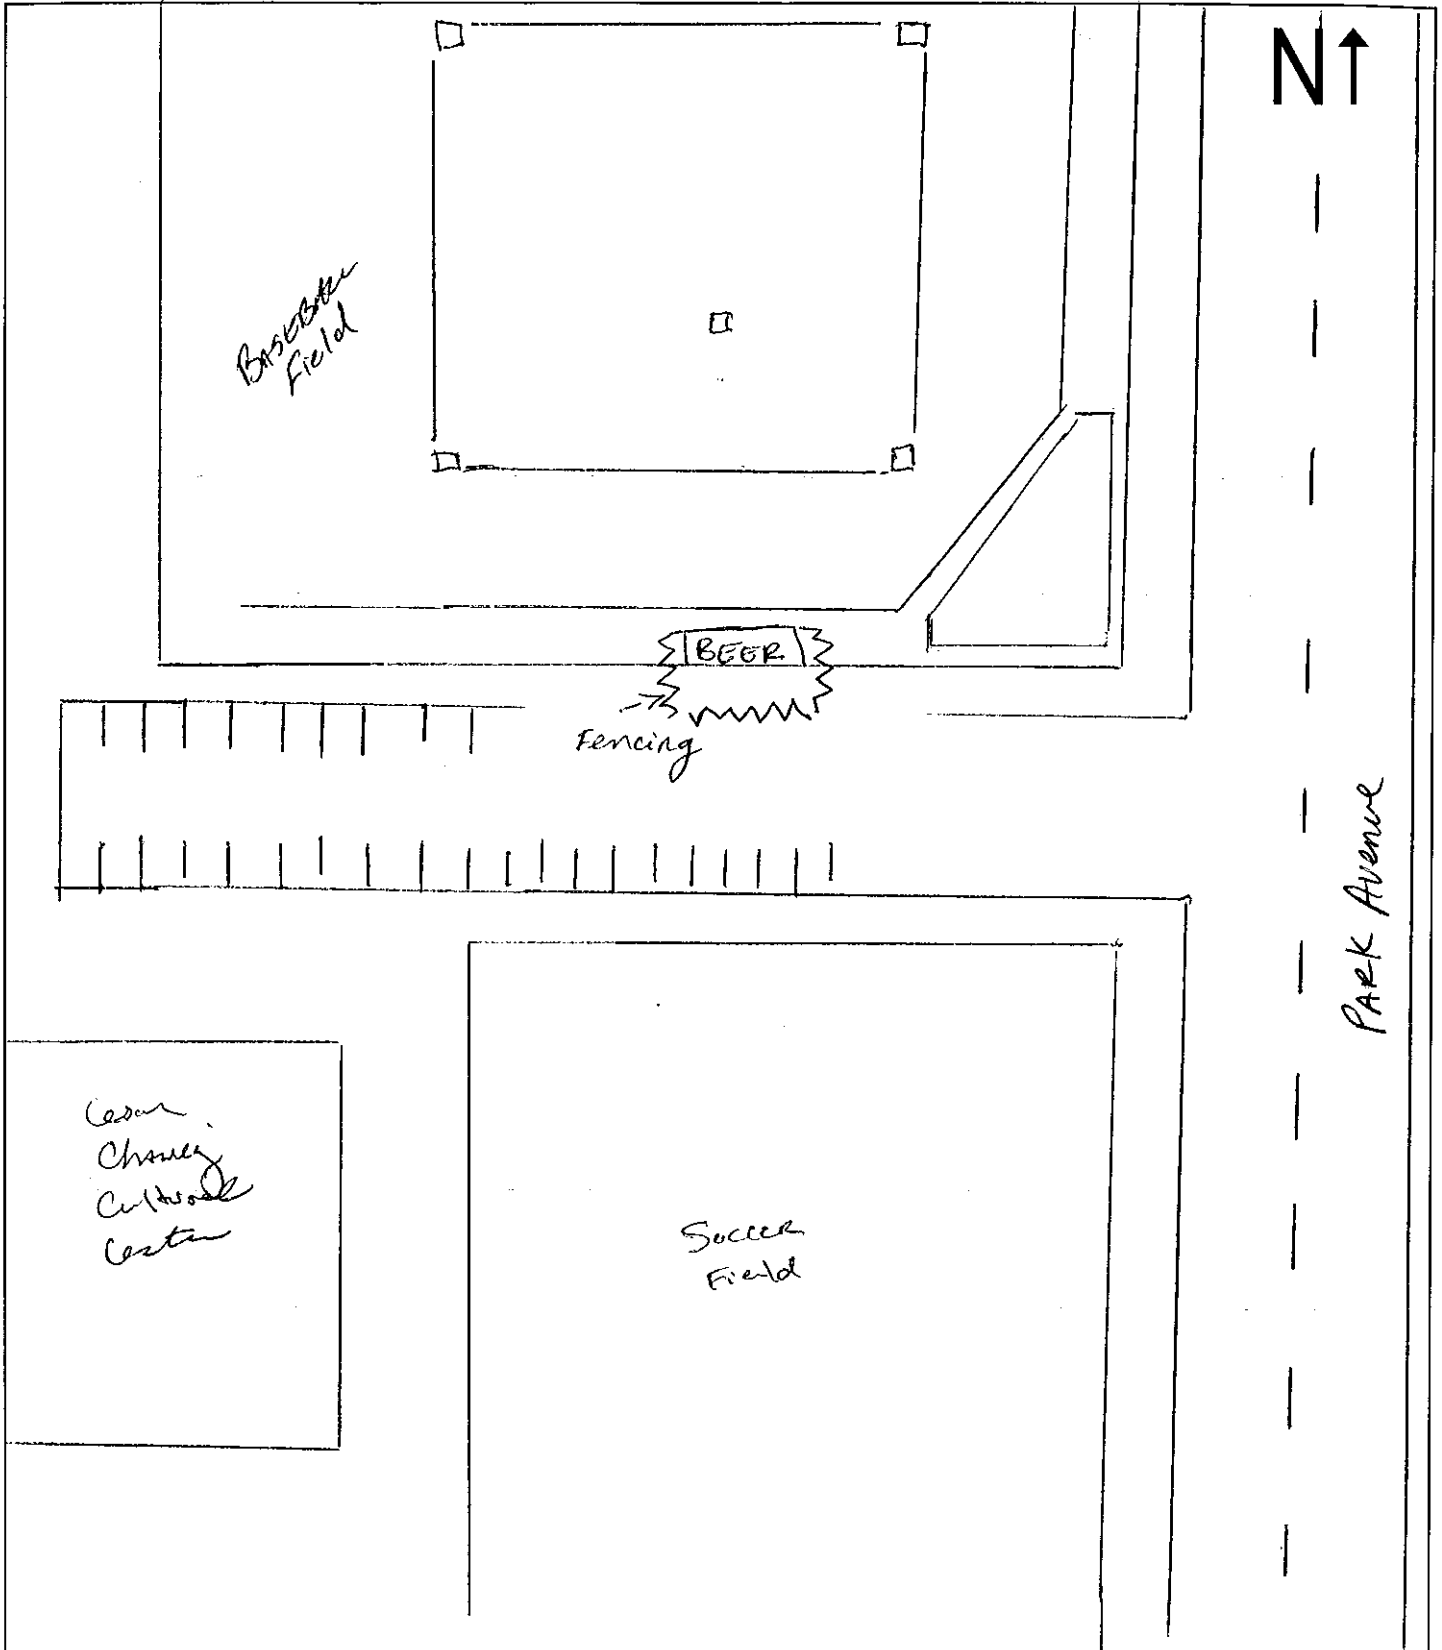 N
BASEBALL
Field
BEER
Fencing
PARK Avenue
Cesar
Chavez
Cultural
Center
Soccer
Field